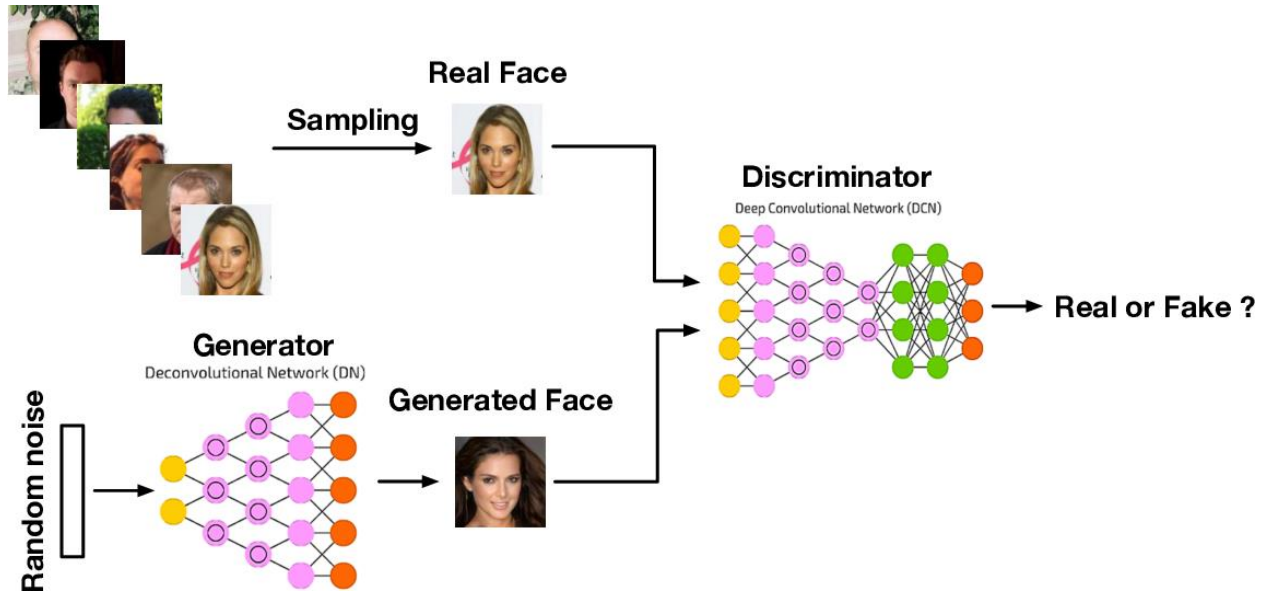 Real Face
Sampling
Discriminator
Deep Convolutional Network (DCN)
Real or Fake ?
Generator
Deconvolutional Network (DN)
Generated Face
Random noise